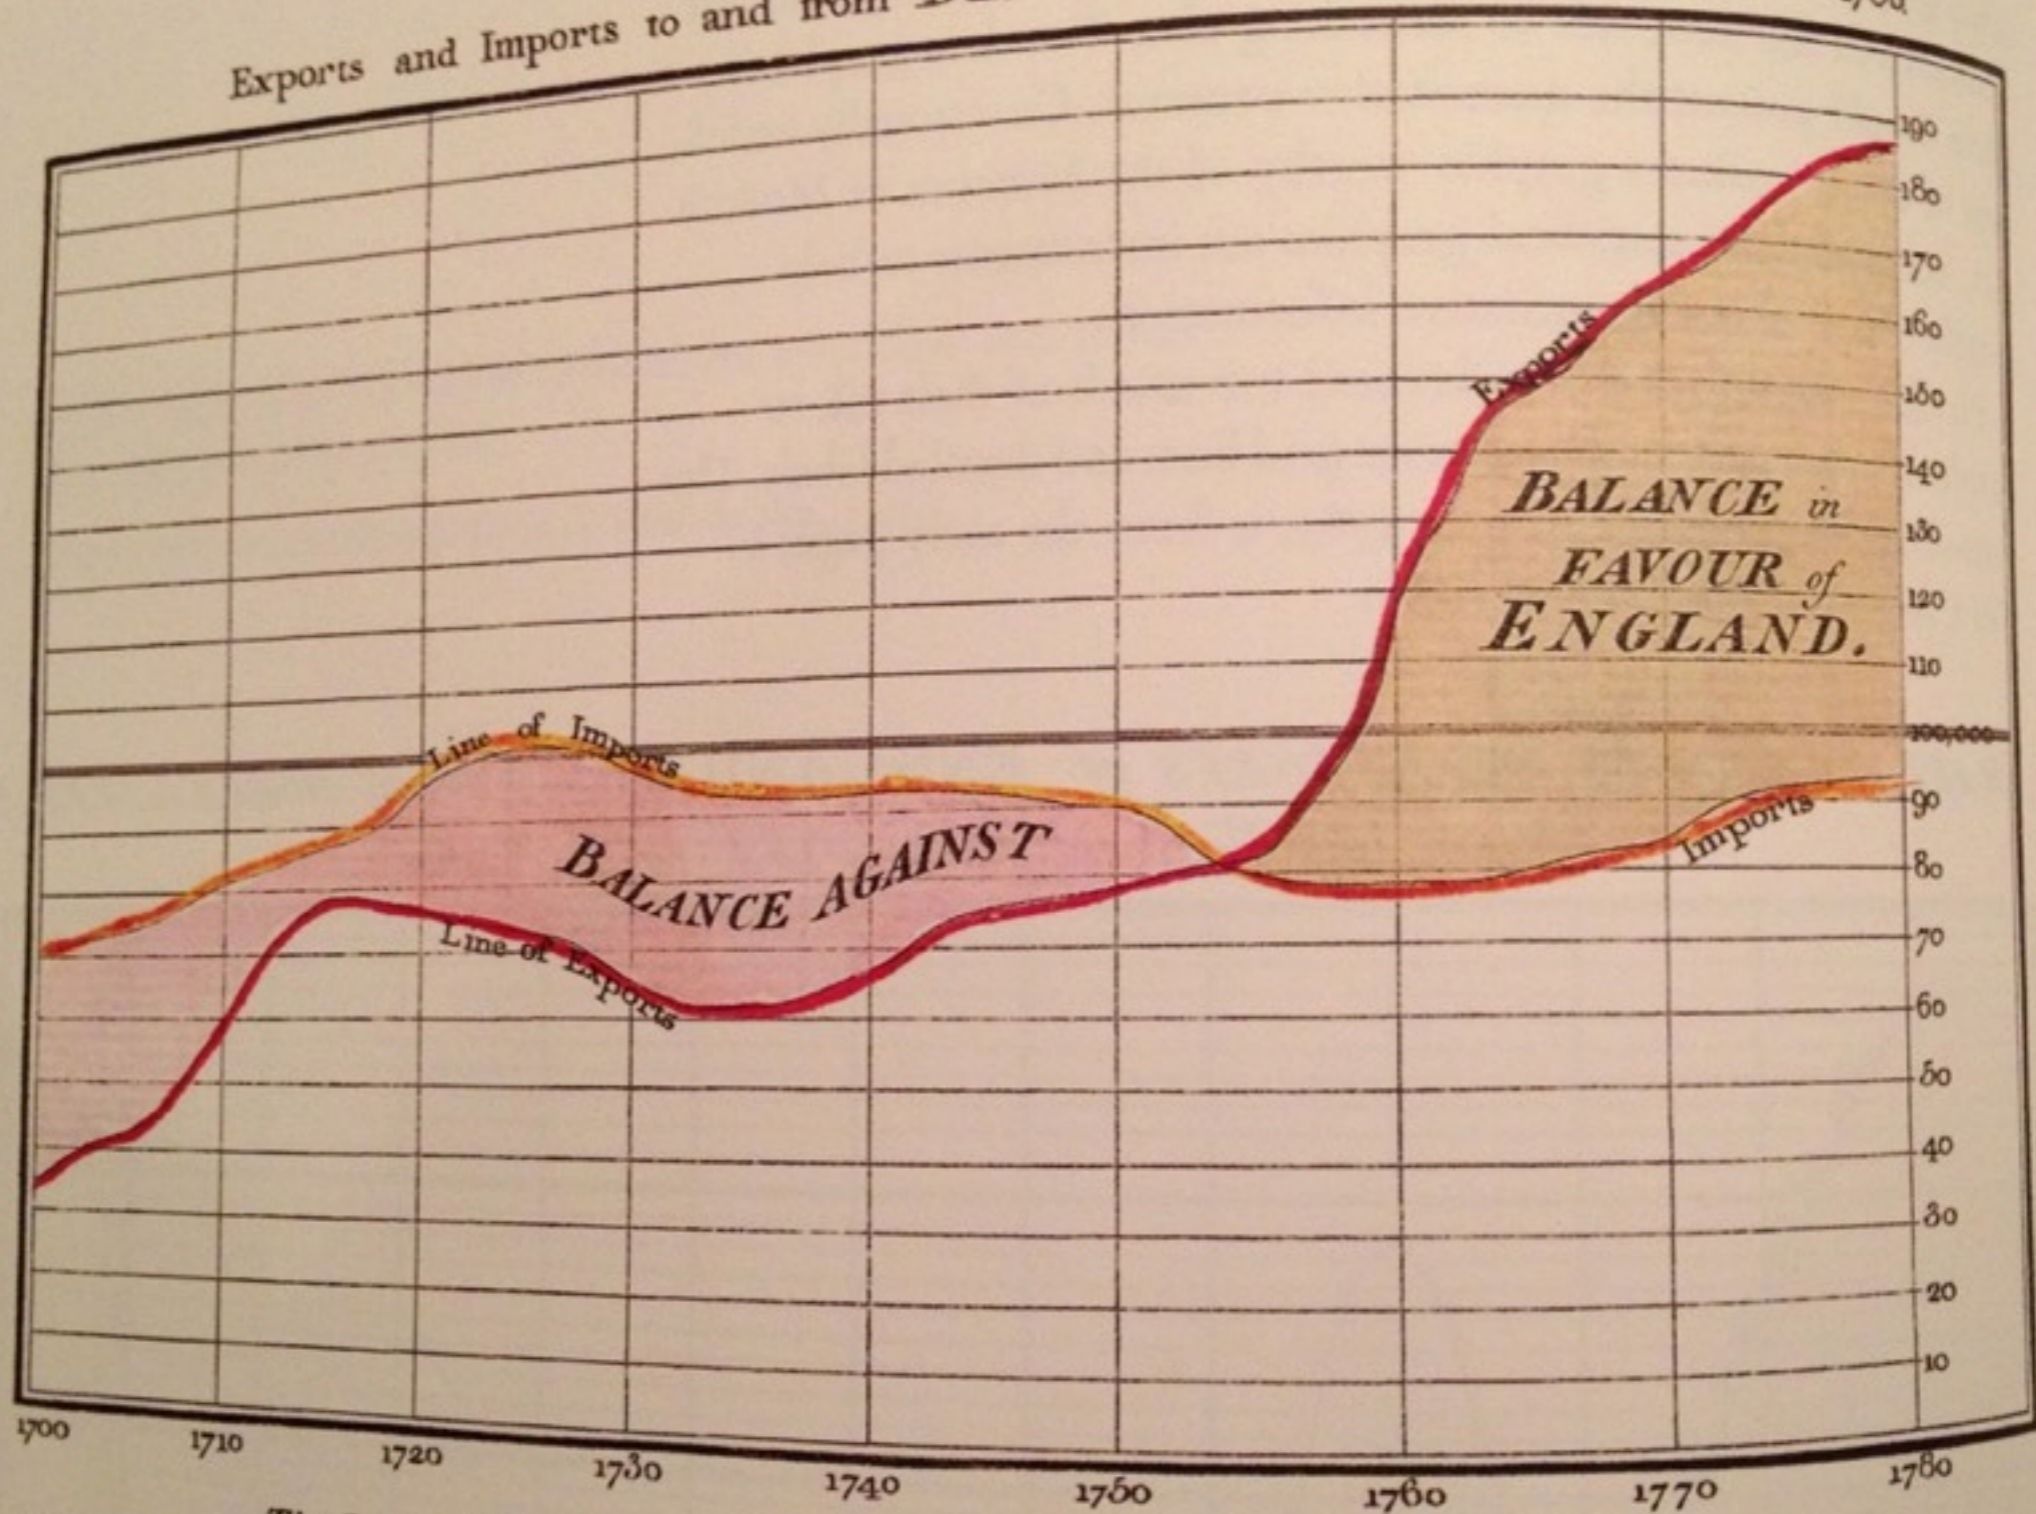 Exports and Imports to and from
190
180
170
160
150
140
130
120
110
100,000
90
80
70
60
50
40
30
20
10
Exports
BALANCE in
FAVOUR of
ENGLAND.
Imports
Line of Imports
BALANCE AGAINST
Line of Exports
1700 1710 1720 1730 1740 1750 1760 1770 1780